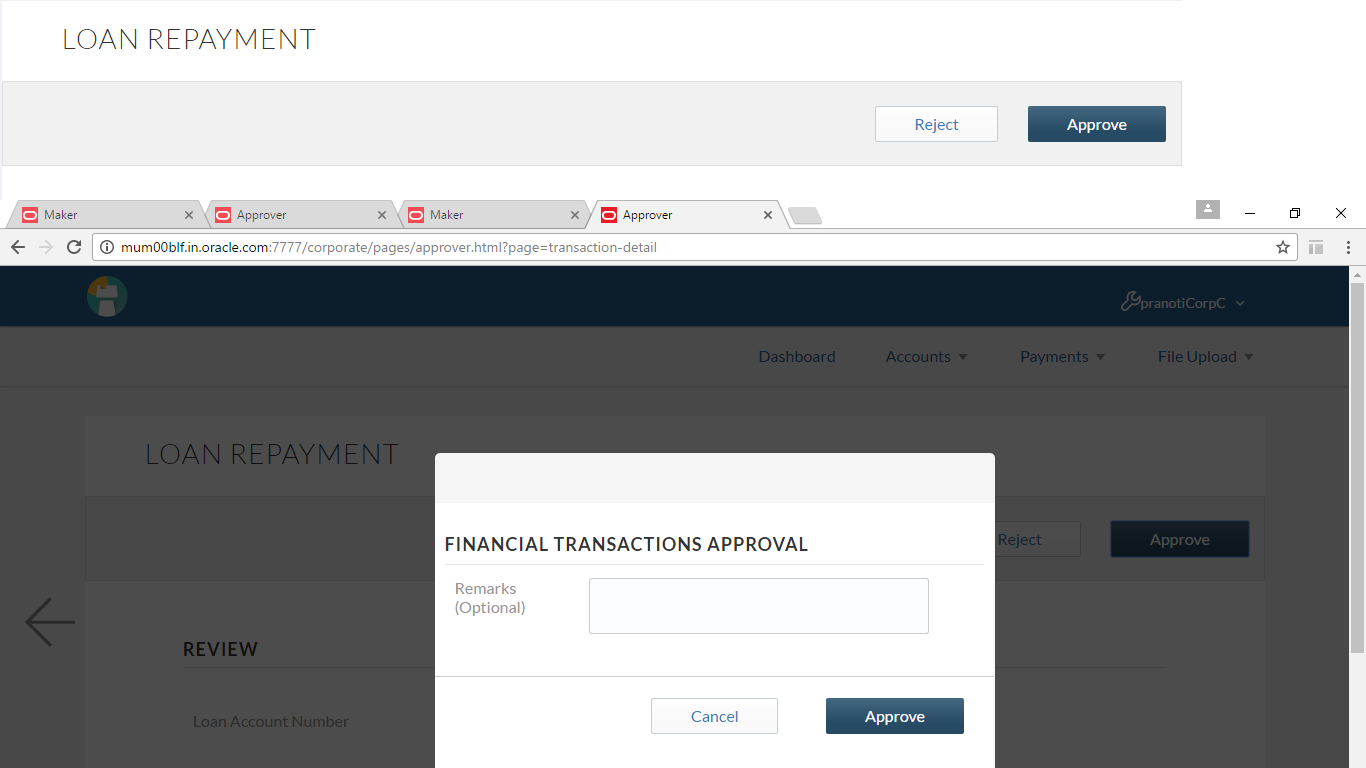 LOAN REPAYMENT
Reject Approve
Maker Approver Maker Approver
mum00blf.in.oracle.com:7777/corporate/pages/approver.html?page=transaction-detail
pranotiCorpC
Dashboard Accounts Payments File Upload
LOAN REPAYMENT
Reject Approve
FINANCIAL TRANSACTIONS APPROVAL
Remarks
(Optional)
REVIEW
Cancel Approve
Loan Account Number